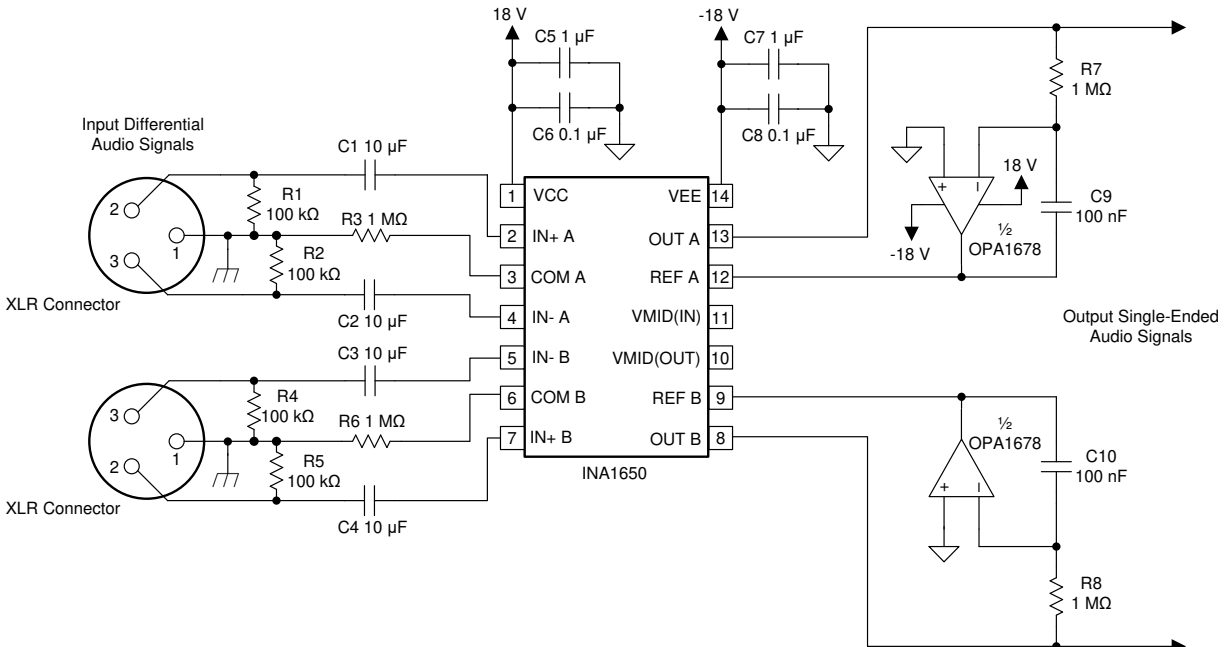 18 V
C5 1 µF
C6 0.1 µF
-18 V
C7 1 µF
C8 0.1 µF
R7
1 MΩ
Input Differential
Audio Signals
C1 10 µF
R1
100 kΩ
R3 1 MΩ
R2
100 kΩ
C2 10 µF
2
1
3
XLR Connector
1
VCC
VEE
14
2
IN+ A
OUT A
13
3
COM A
REF A
12
4
IN- A
VMID(IN)
11
5
IN- B
VMID(OUT)
10
6
COM B
REF B
9
7
IN+ B
OUT B
8
INA1650
+
–
18 V
-18 V
½
OPA1678
C9
100 nF
Output Single-Ended
Audio Signals
C3 10 µF
R4
100 kΩ
R6 1 MΩ
R5
100 kΩ
C4 10 µF
3
1
2
XLR Connector
½
OPA1678
+
–
C10
100 nF
R8
1 MΩ